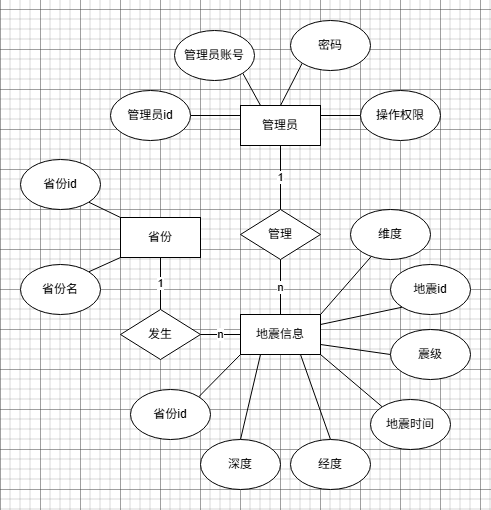 密码
管理员账号
管理员id
管理员
操作权限
1
省份id
省份
管理
维度
省份名
1
n
地震id
发生
n
地震信息
震级
省份id
地震时间
深度
经度